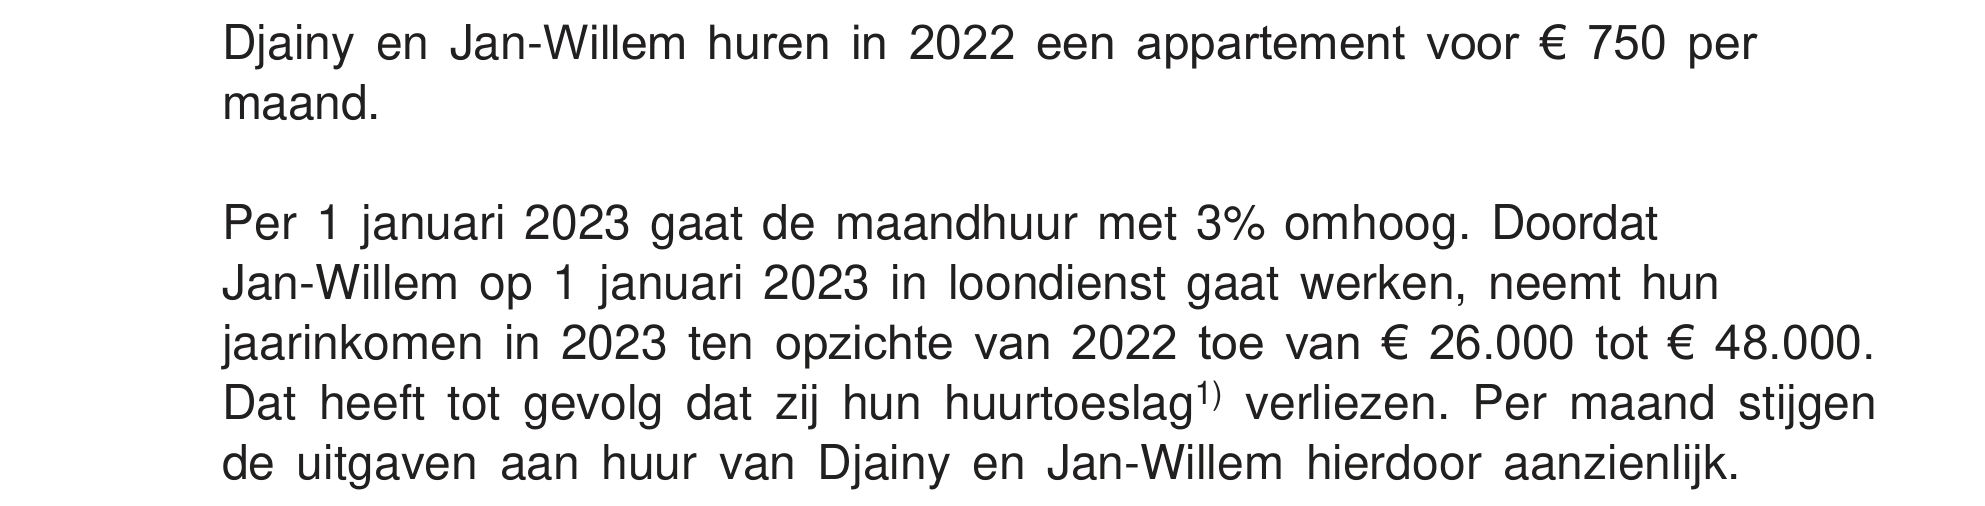 Djainy en Jan-Willem huren in 2022 een appartement voor € 750 per
maand.
Per 1 januari 2023 gaat de maandhuur met 3% omhoog. Doordat
Jan-Willem op 1 januari 2023 in loondienst gaat werken, neemt hun
jaarinkomen in 2023 ten opzichte van 2022 toe van € 26.000 tot € 48.000.
Dat heeft tot gevolg dat zij hun huurtoeslag¹⁾ verliezen. Per maand stijgen
de uitgaven aan huur van Djainy en Jan-Willem hierdoor aanzienlijk.